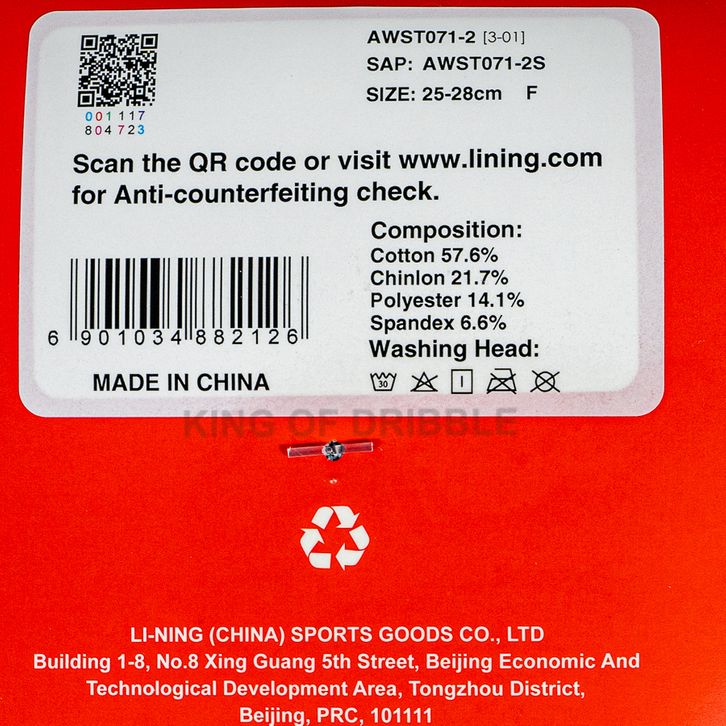 AWST071-2 [3-01]
SAP: AWST071-2S
SIZE: 25-28cm F
001117
804723
Scan the QR code or visit www.lining.com
for Anti-counterfeiting check.
Composition:
Cotton 57.6%
Chinlon 21.7%
Polyester 14.1%
Spandex 6.6%
Washing Head:
30
6 901034 882126
MADE IN CHINA
KING OF DRIBBLE
LI-NING (CHINA) SPORTS GOODS CO., LTD
Building 1-8, No.8 Xing Guang 5th Street, Beijing Economic And
Technological Development Area, Tongzhou District,
Beijing, PRC, 101111